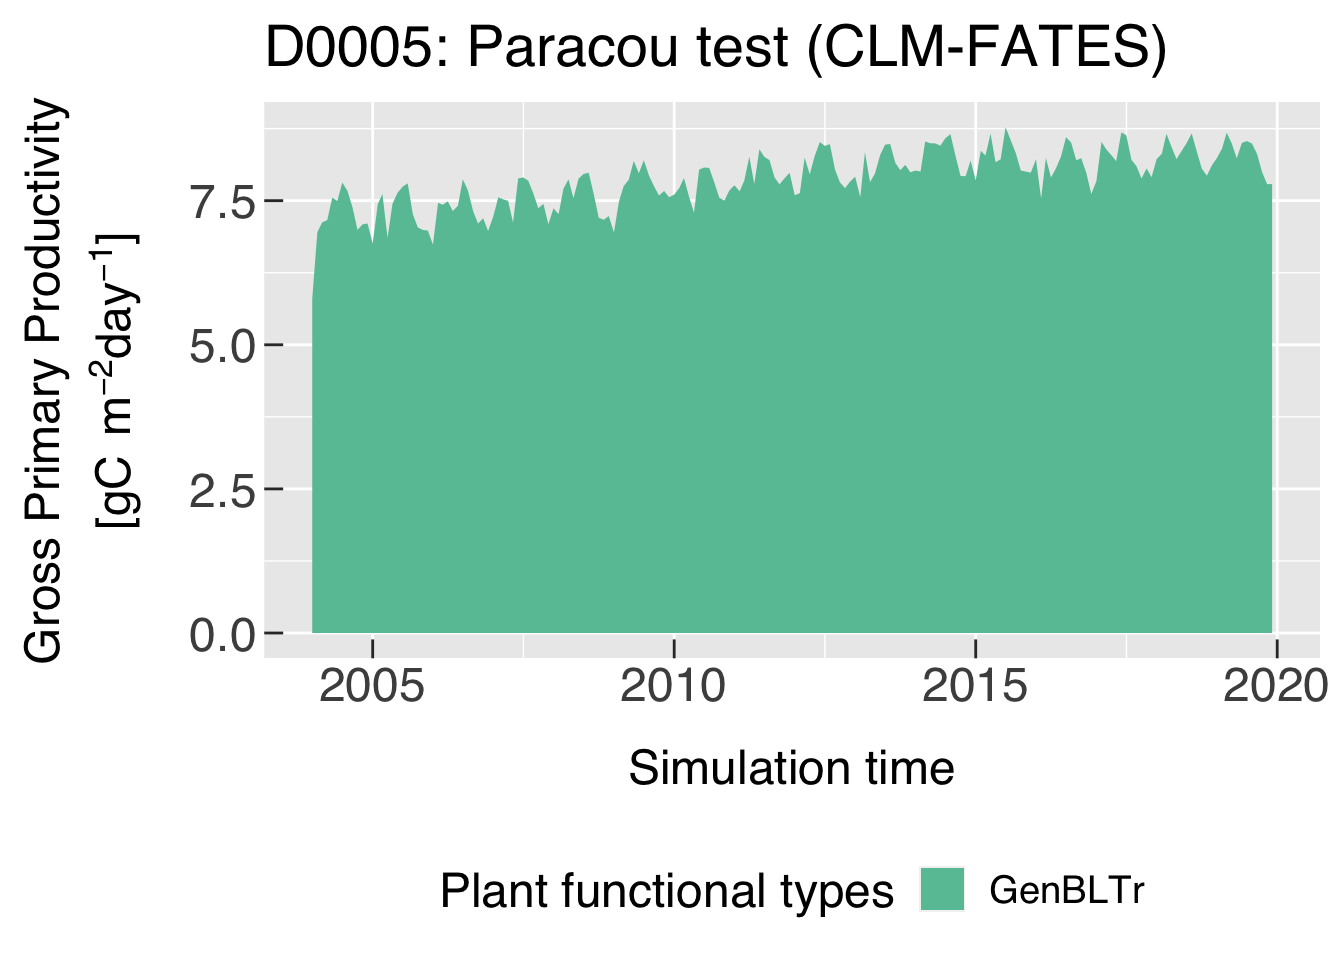 D0005: Paracou test (CLM-FATES)
Gross Primary Productivity
[gC m⁻²day⁻¹]
7.5
5.0
2.5
0.0
2005 2010 2015 2020
Simulation time
Plant functional types GenBLTr